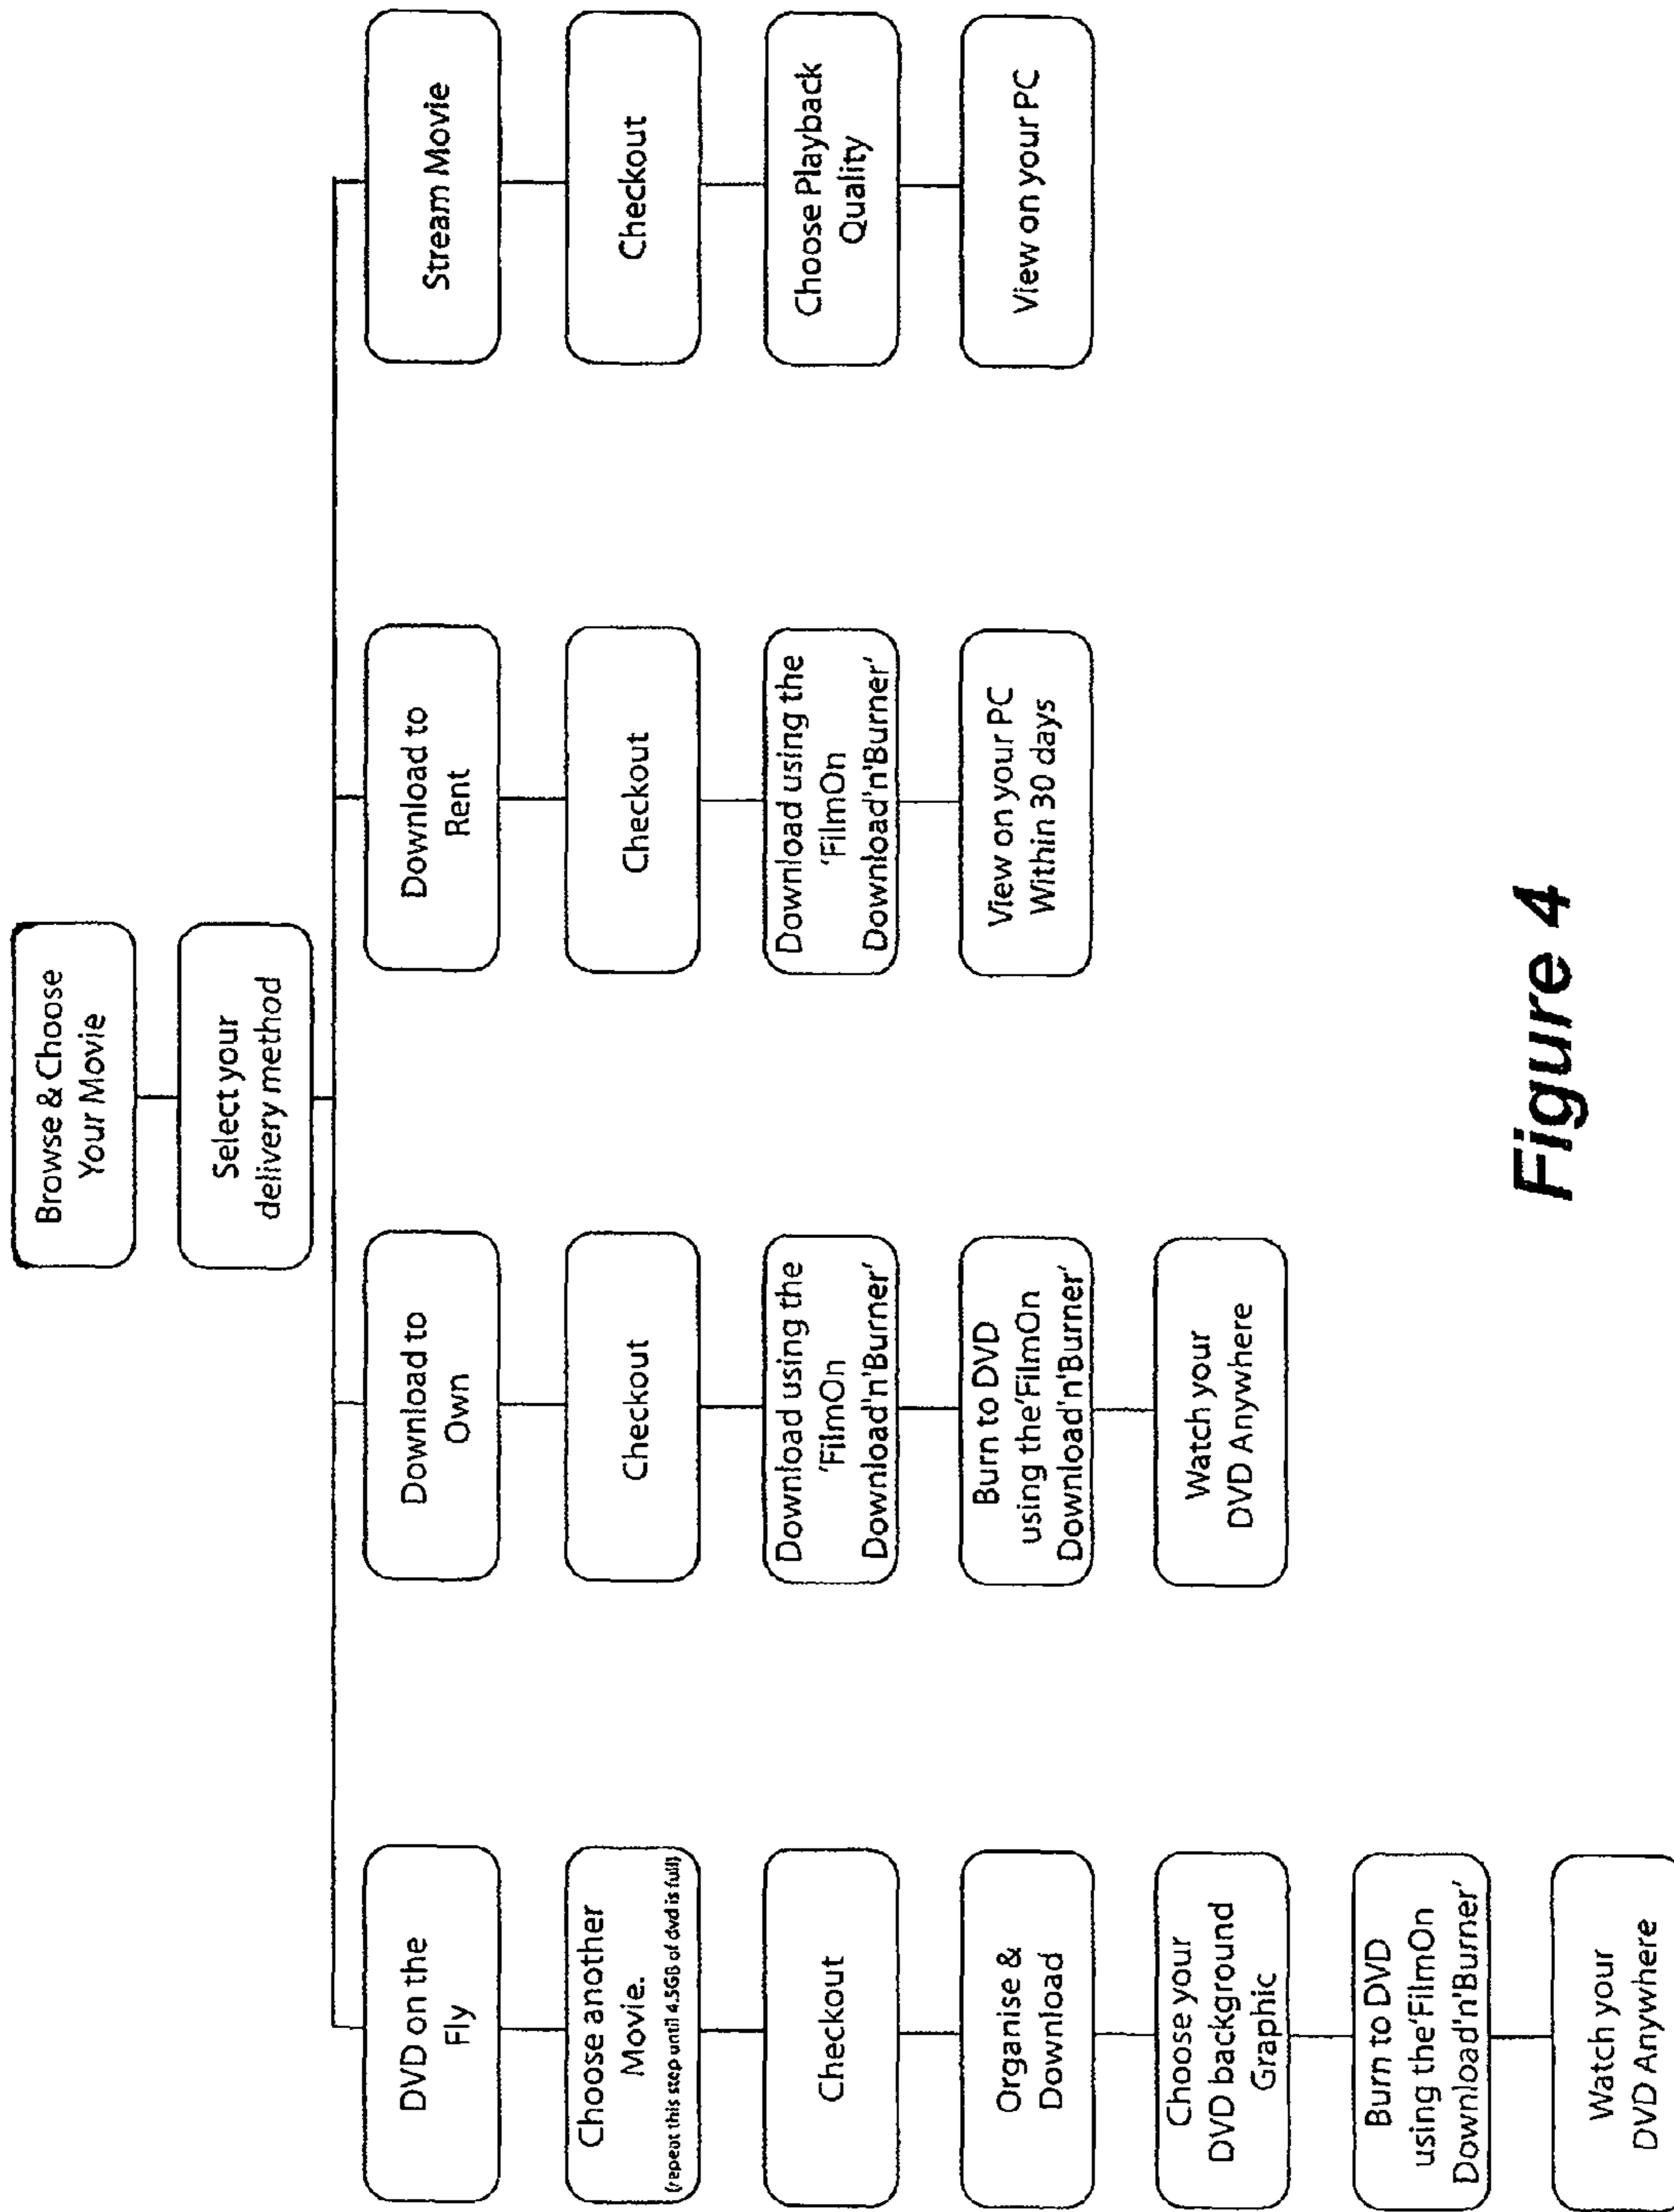 Browse & Choose
Your Movie
Select your
delivery method
DVD on the
Fly
Choose another
Movie.
(repeat this step until 4.5GB of dvd is full)
Checkout
Organise &
Download
Choose your
DVD background
Graphic
Burn to DVD
using the'FilmOn
Download'n'Burner'
Watch your
DVD Anywhere
Download to
Own
Checkout
Download using the
'FilmOn
Download'n'Burner'
Burn to DVD
using the'FilmOn
Download'n'Burner'
Watch your
DVD Anywhere
Download to
Rent
Checkout
Download using the
'FilmOn
Download'n'Burner'
View on your PC
Within 30 days
Stream Movie
Checkout
Choose Playback
Quality
View on your PC
Figure 4